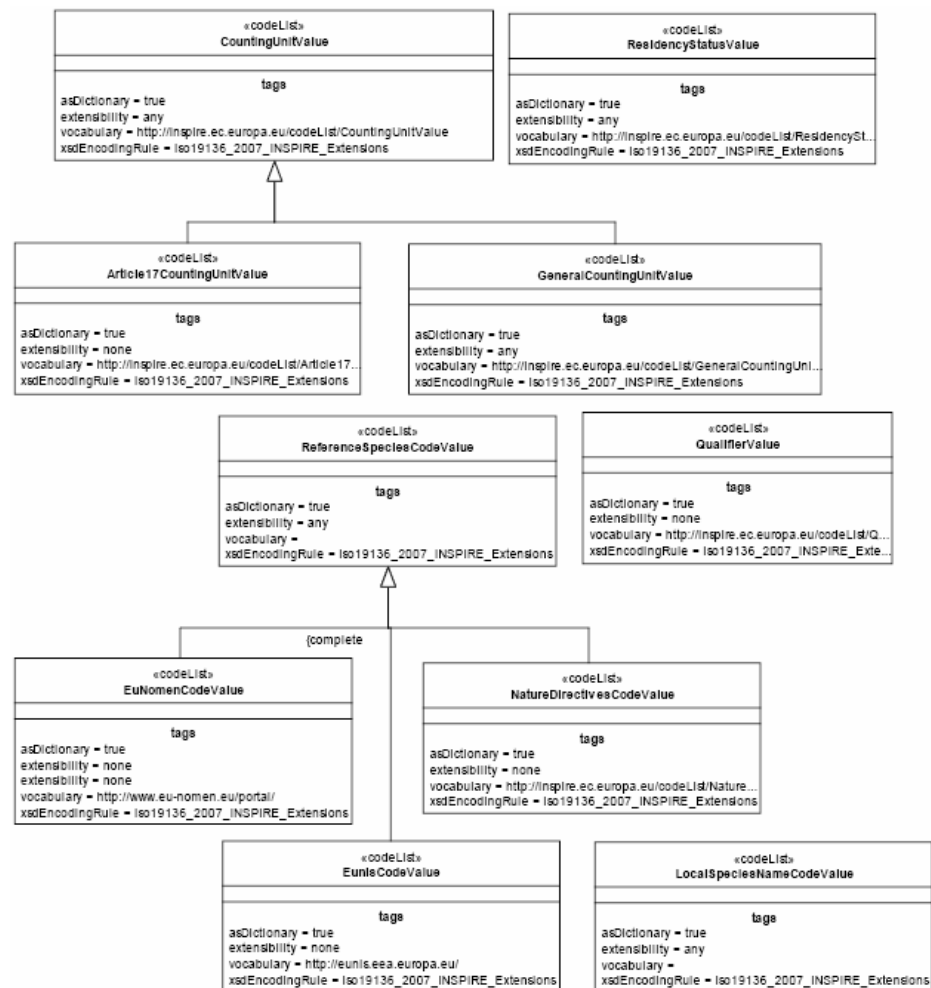 «codeList»
CountingUnitValue
tags
asDictionary = true
extensibility = any
vocabulary = http://inspire.ec.europa.eu/codeList/CountingUnitValue
xsdEncodingRule = iso19136_2007_INSPIRE_Extensions
«codeList»
ResidencyStatusValue
tags
asDictionary = true
extensibility = any
vocabulary = http://inspire.ec.europa.eu/codeList/ResidencySt...
xsdEncodingRule = iso19136_2007_INSPIRE_Extensions
«codeList»
Article17CountingUnitValue
tags
asDictionary = true
extensibility = none
vocabulary = http://inspire.ec.europa.eu/codeList/Article17...
xsdEncodingRule = iso19136_2007_INSPIRE_Extensions
«codeList»
GeneralCountingUnitValue
tags
asDictionary = true
extensibility = any
vocabulary = http://inspire.ec.europa.eu/codeList/GeneralCountingUni...
xsdEncodingRule = iso19136_2007_INSPIRE_Extensions
«codeList»
ReferenceSpeciesCodeValue
tags
asDictionary = true
extensibility = any
vocabulary =
xsdEncodingRule = iso19136_2007_INSPIRE_Extensions
«codeList»
QualifierValue
tags
asDictionary = true
extensibility = none
vocabulary = http://inspire.ec.europa.eu/codeList/Q...
xsdEncodingRule = iso19136_2007_INSPIRE_Exte...
{complete
«codeList»
EuNomenCodeValue
tags
asDictionary = true
extensibility = none
extensibility = none
vocabulary = http://www.eu-nomen.eu/portal/
xsdEncodingRule = iso19136_2007_INSPIRE_Extensions
«codeList»
NatureDirectivesCodeValue
tags
asDictionary = true
extensibility = none
vocabulary = http://inspire.ec.europa.eu/codeList/Nature...
xsdEncodingRule = iso19136_2007_INSPIRE_Extensions
«codeList»
EunisCodeValue
tags
asDictionary = true
extensibility = none
vocabulary = http://eunis.eea.europa.eu/
xsdEncodingRule = iso19136_2007_INSPIRE_Extensions
«codeList»
LocalSpeciesNameCodeValue
tags
asDictionary = true
extensibility = any
vocabulary =
xsdEncodingRule = iso19136_2007_INSPIRE_Extensions